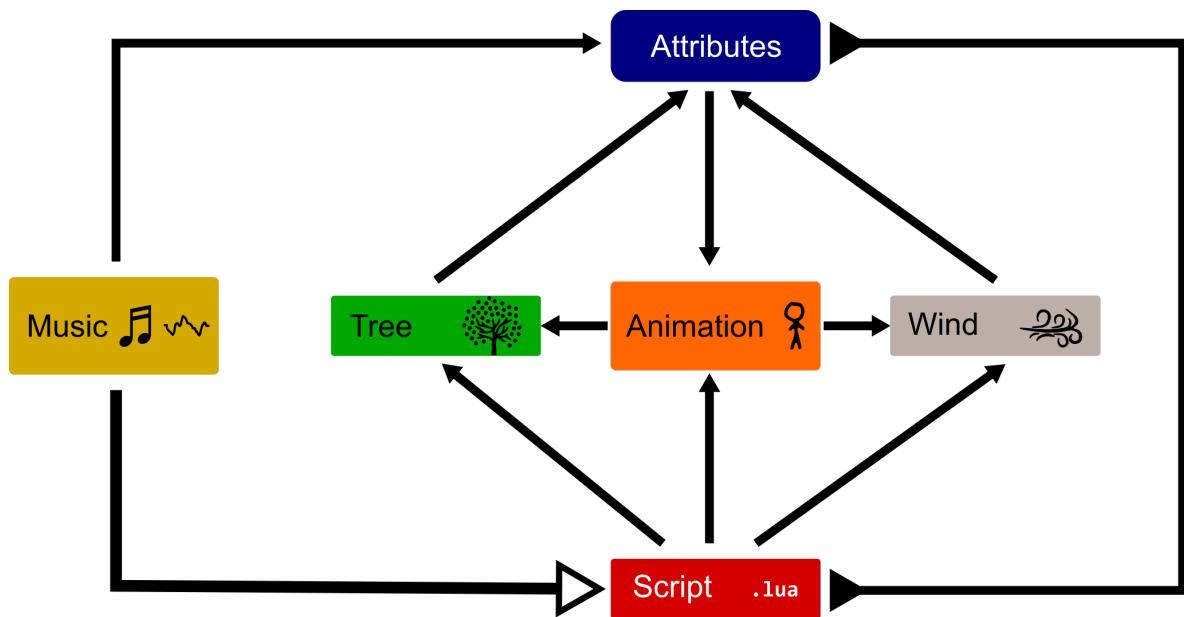 Attributes
Music
Tree
Animation
Wind
Script .lua